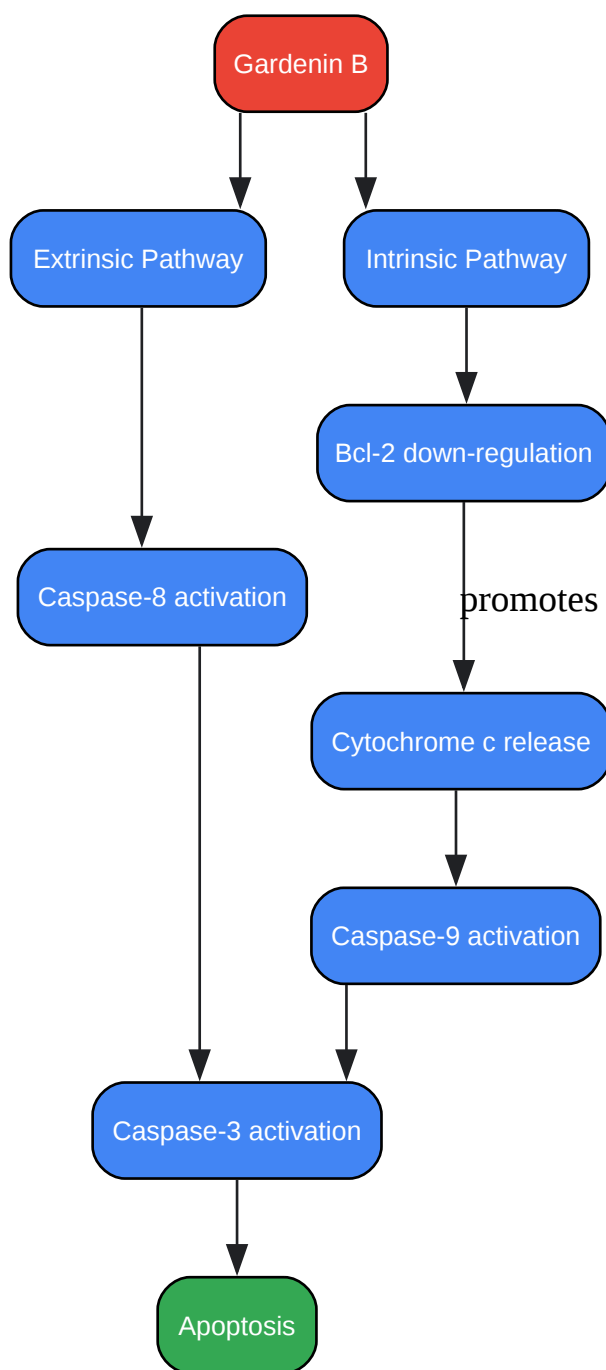 Gardenin B
Extrinsic Pathway
Intrinsic Pathway
Bcl-2 down-regulation
Caspase-8 activation
promotes
Cytochrome c release
Caspase-9 activation
Caspase-3 activation
Apoptosis